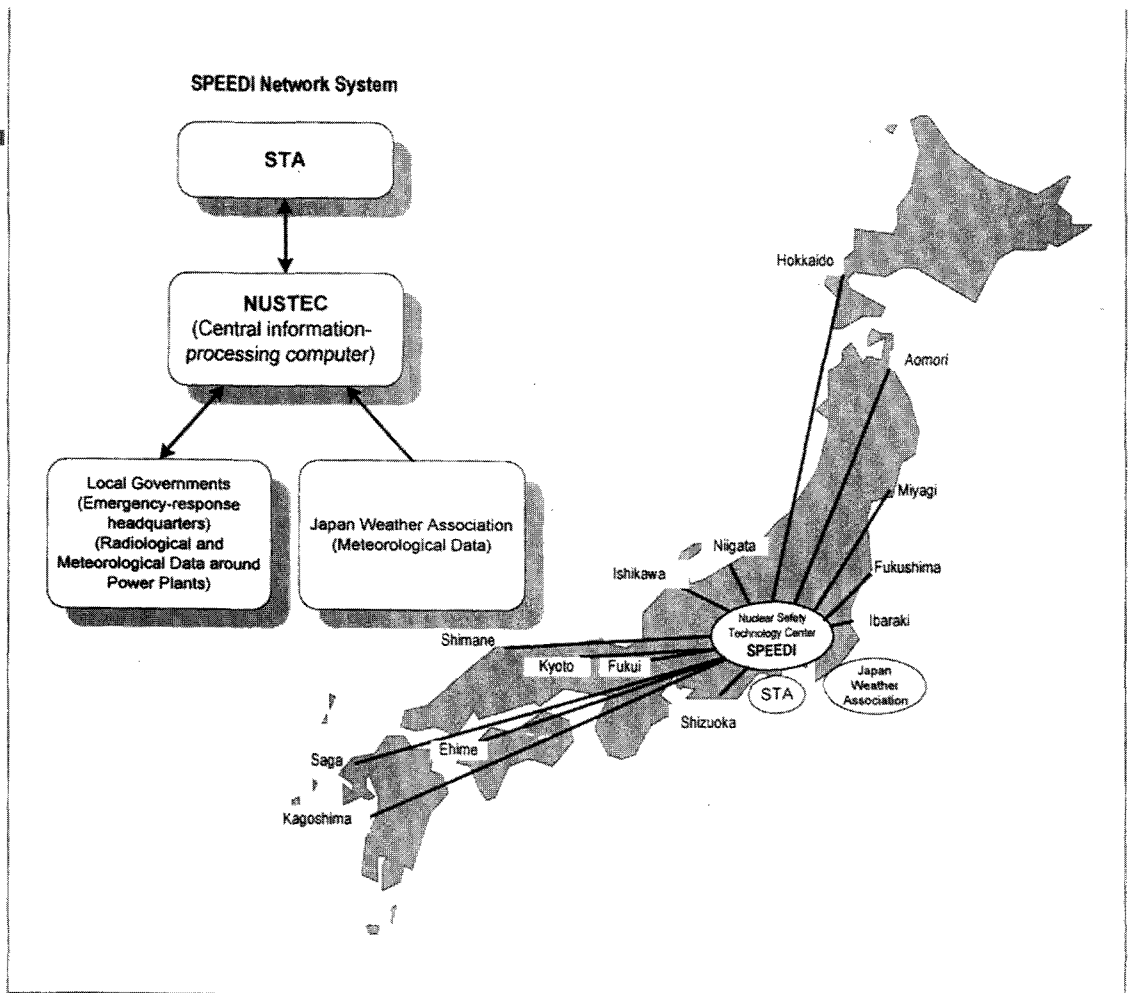 SPEEDI Network System
STA
NUSTEC
(Central information-
processing computer)
Local Governments
(Emergency-response
headquarters)
(Radiological and
Meteorological Data around
Power Plants)
Japan Weather Association
(Meteorological Data)
Hokkaido
Aomori
Miyagi
Niigata
Ishikawa
Fukushima
Ibaraki
Nuclear Sefety
Technology Center
SPEEDI
Shimane
Kyoto
Fukui
STA
Japan
Weather
Association
Shizuoka
Ehime
Saga
Kagoshima